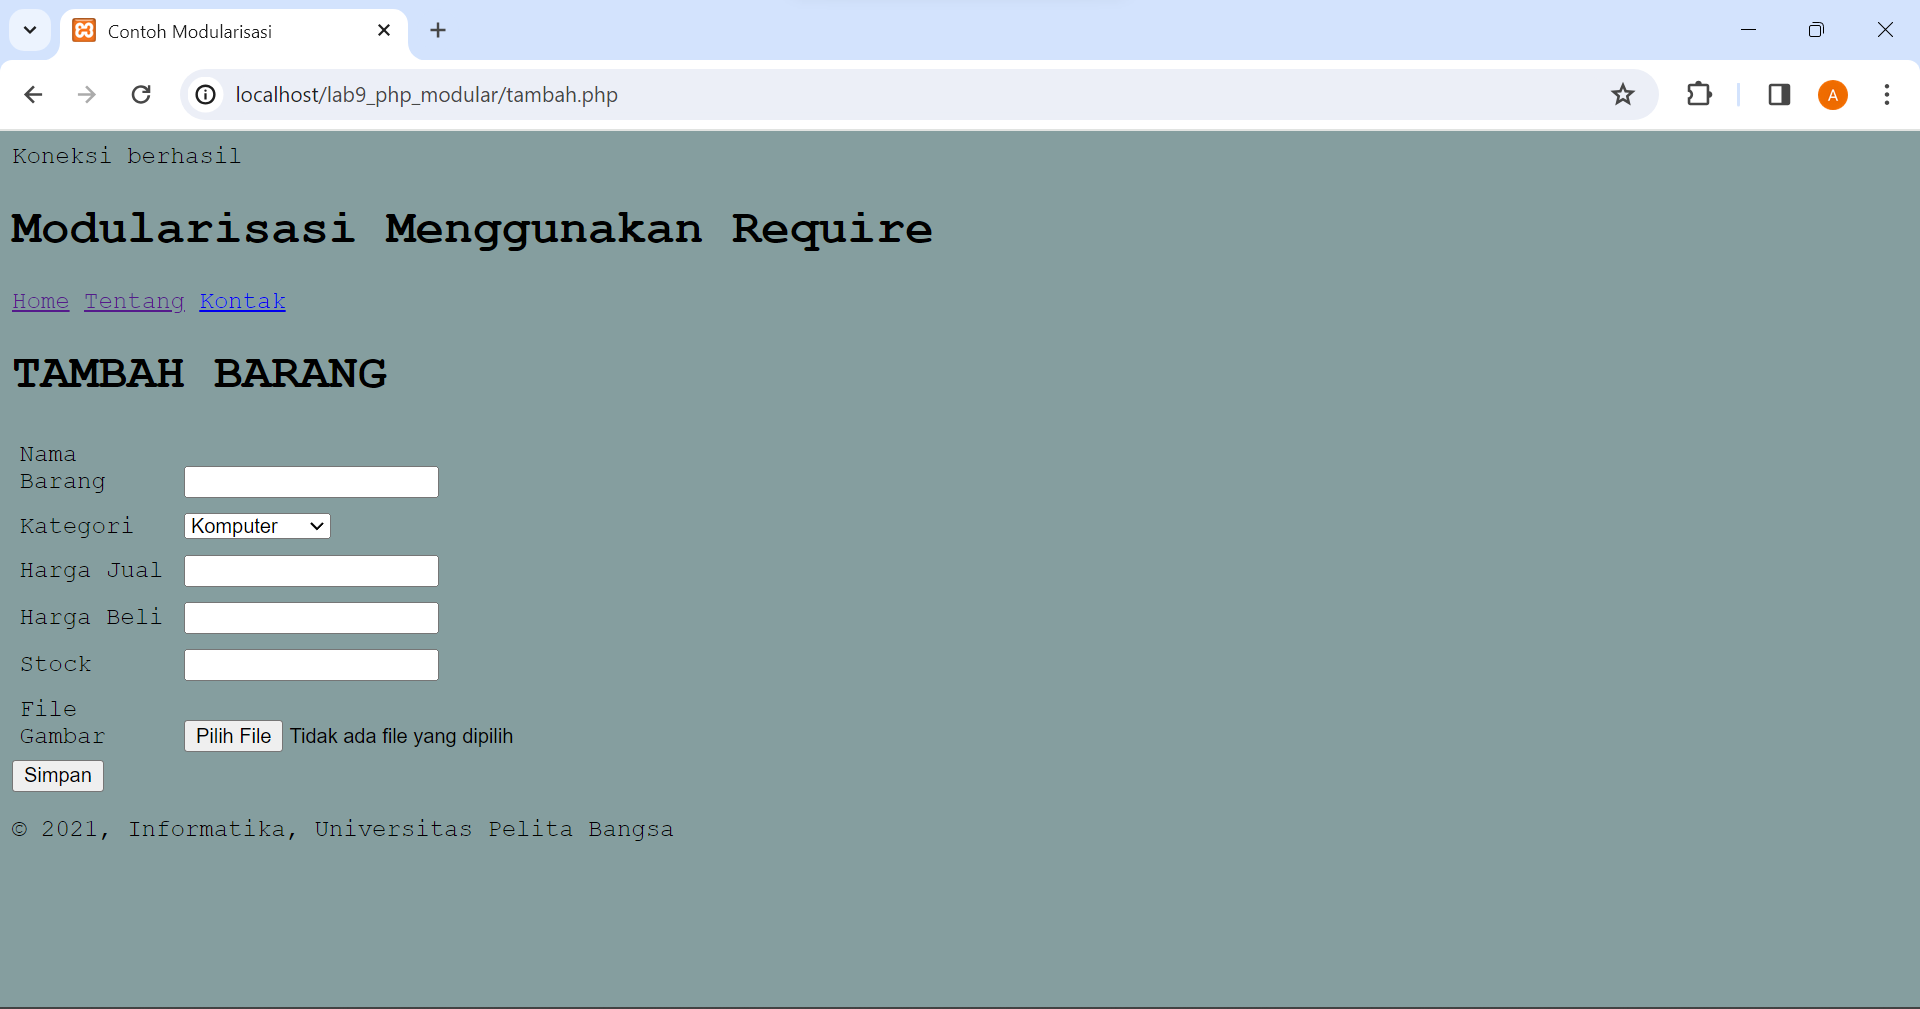 Contoh Modularisasi
localhost/lab9_php_modular/tambah.php
A
Koneksi berhasil
Modularisasi Menggunakan Require
Home Tentang Kontak
TAMBAH BARANG
Nama
Barang
Kategori Komputer
Harga Jual
Harga Beli
Stock
File
Gambar Pilih File Tidak ada file yang dipilih
Simpan
© 2021, Informatika, Universitas Pelita Bangsa